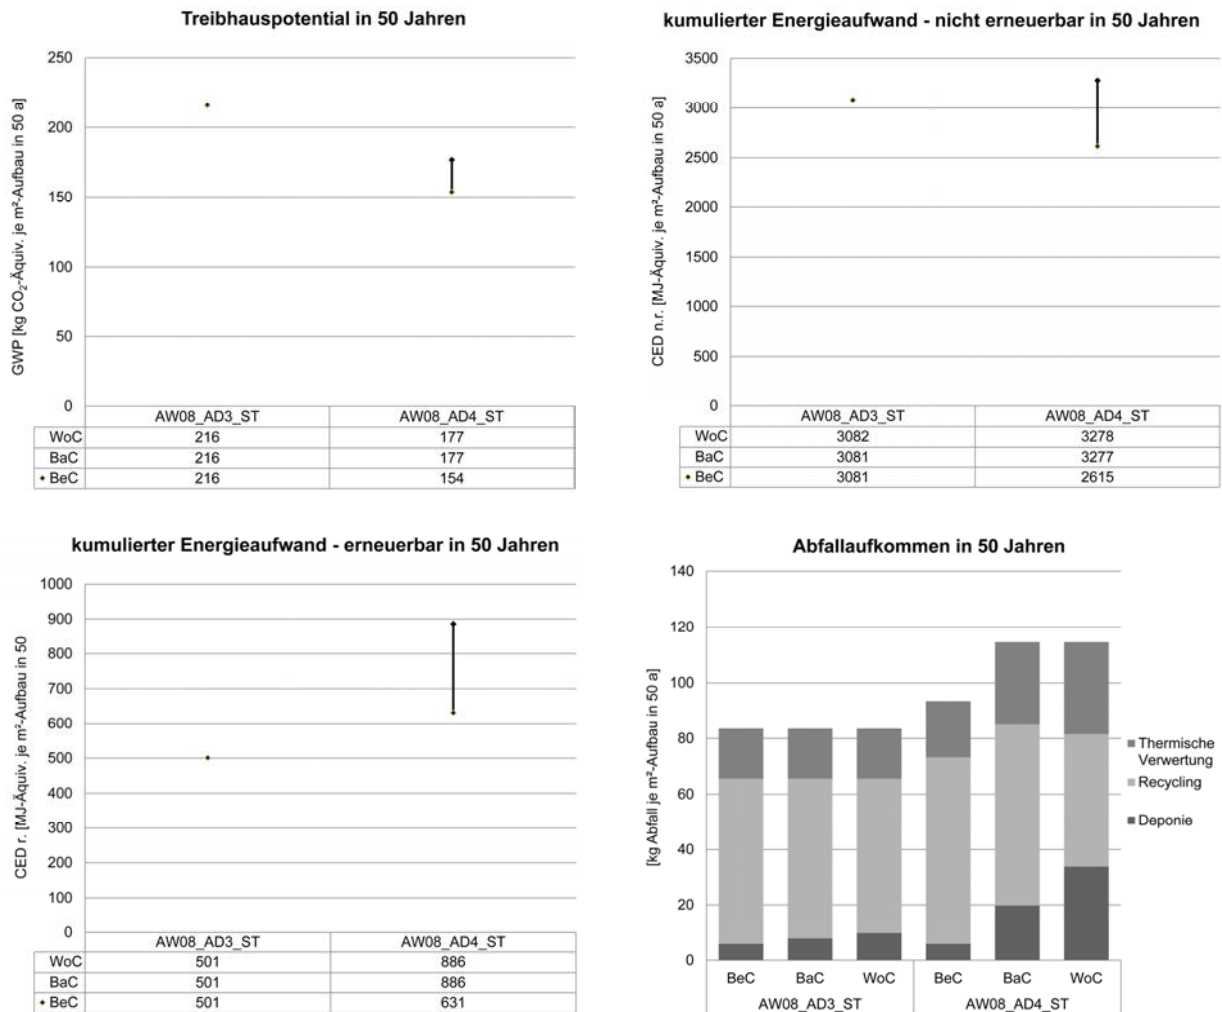 Treibhauspotential in 50 Jahren
GWP [kg CO₂-Äquiv. je m²-Aufbau in 50 a]
250
200
150
100
50
0
AW08_AD3_ST AW08_AD4_ST
WoC 216 177
BaC 216 177
BeC 216 154
kumulierter Energieaufwand - nicht erneuerbar in 50 Jahren
CED n.r. [MJ-Äquiv. je m²-Aufbau in 50 a]
3500
3000
2500
2000
1500
1000
500
0
AW08_AD3_ST AW08_AD4_ST
WoC 3082 3278
BaC 3081 3277
BeC 3081 2615
kumulierter Energieaufwand - erneuerbar in 50 Jahren
CED r. [MJ-Äquiv. je m²-Aufbau in 50
1000
900
800
700
600
500
400
300
200
100
0
AW08_AD3_ST AW08_AD4_ST
WoC 501 886
BaC 501 886
BeC 501 631
Abfallaufkommen in 50 Jahren
[kg Abfall je m²-Aufbau in 50 a]
140
120
100
80
60
40
20
0
BeC BaC WoC BeC BaC WoC
AW08_AD3_ST AW08_AD4_ST
Thermische
Verwertung
Recycling
Deponie